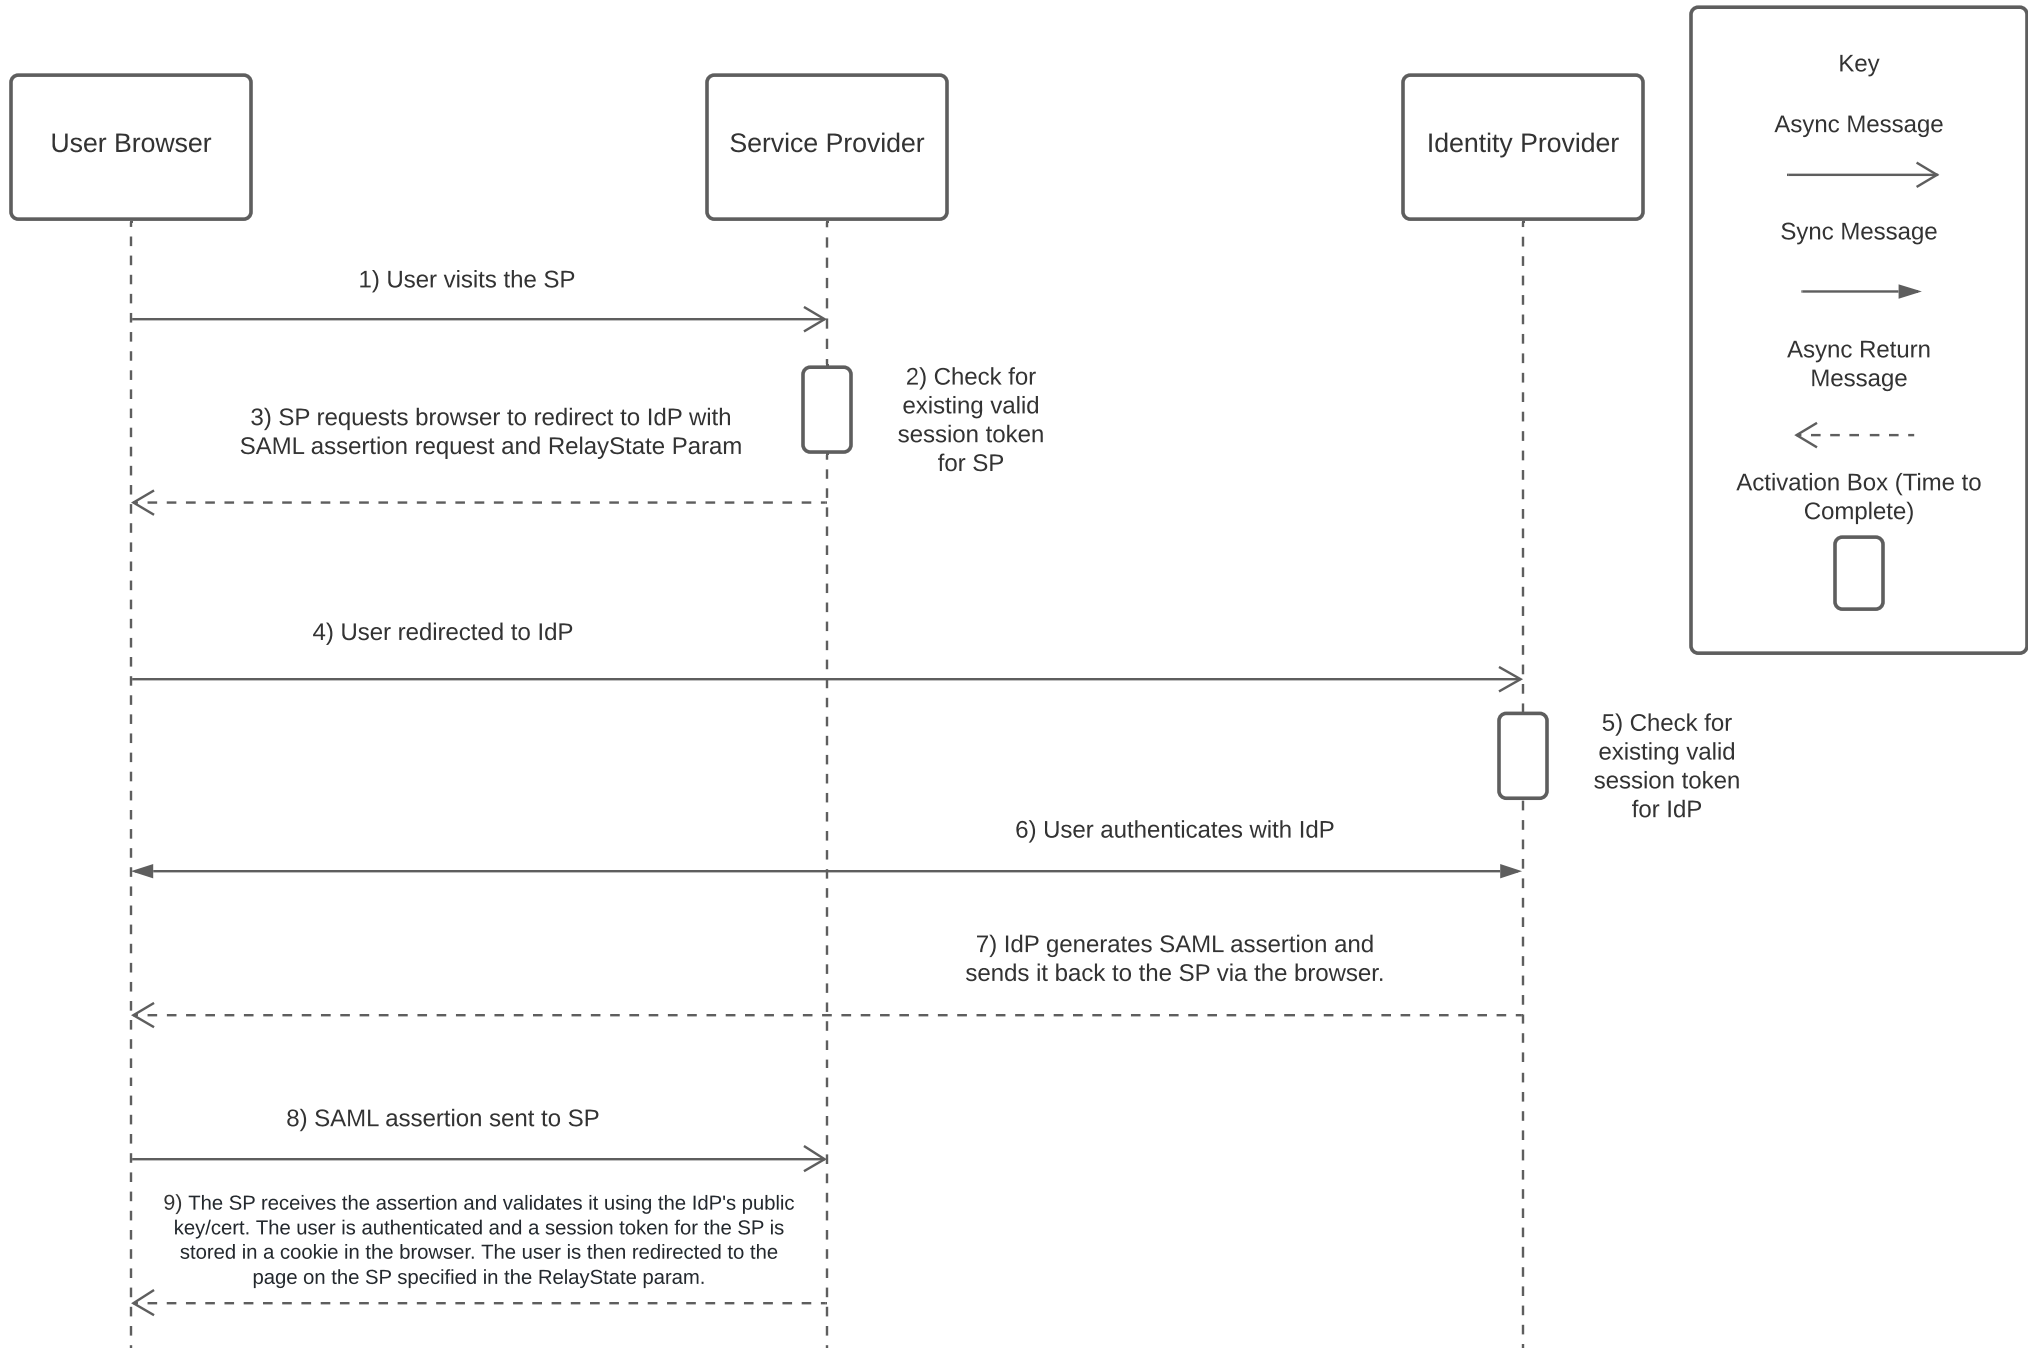 User Browser
Service Provider
Identity Provider
Key
Async Message
Sync Message
Async Return
Message
Activation Box (Time to
Complete)
1) User visits the SP
2) Check for
existing valid
session token
for SP
3) SP requests browser to redirect to IdP with
SAML assertion request and RelayState Param
4) User redirected to IdP
5) Check for
existing valid
session token
for IdP
6) User authenticates with IdP
7) IdP generates SAML assertion and
sends it back to the SP via the browser.
8) SAML assertion sent to SP
9) The SP receives the assertion and validates it using the IdP's public
key/cert. The user is authenticated and a session token for the SP is
stored in a cookie in the browser. The user is then redirected to the
page on the SP specified in the RelayState param.